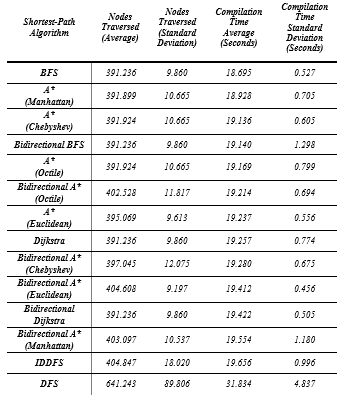 Shortest-Path Algorithm	Nodes Traversed (Average)	Nodes Traversed (Standard Deviation)	Compilation Time Average (Seconds)	Compilation Time Standard Deviation (Seconds)
BFS	391.236	9.860	18.695	0.527
A* (Manhattan)	391.899	10.665	18.928	0.705
A* (Chebyshev)	391.924	10.665	19.136	0.605
Bidirectional BFS	391.236	9.860	19.140	1.298
A* (Octile)	391.924	10.665	19.169	0.799
Bidirectional A* (Octile)	402.528	11.817	19.214	0.694
A* (Euclidean)	395.069	9.613	19.237	0.556
Dijkstra	391.236	9.860	19.257	0.774
Bidirectional A* (Chebyshev)	397.045	12.075	19.280	0.675
Bidirectional A* (Euclidean)	404.608	9.197	19.412	0.456
Bidirectional Dijkstra	391.236	9.860	19.422	0.505
Bidirectional A* (Manhattan)	403.097	10.537	19.554	1.180
IDDFS	404.847	18.020	19.656	0.996
DFS	641.243	89.806	31.834	4.837